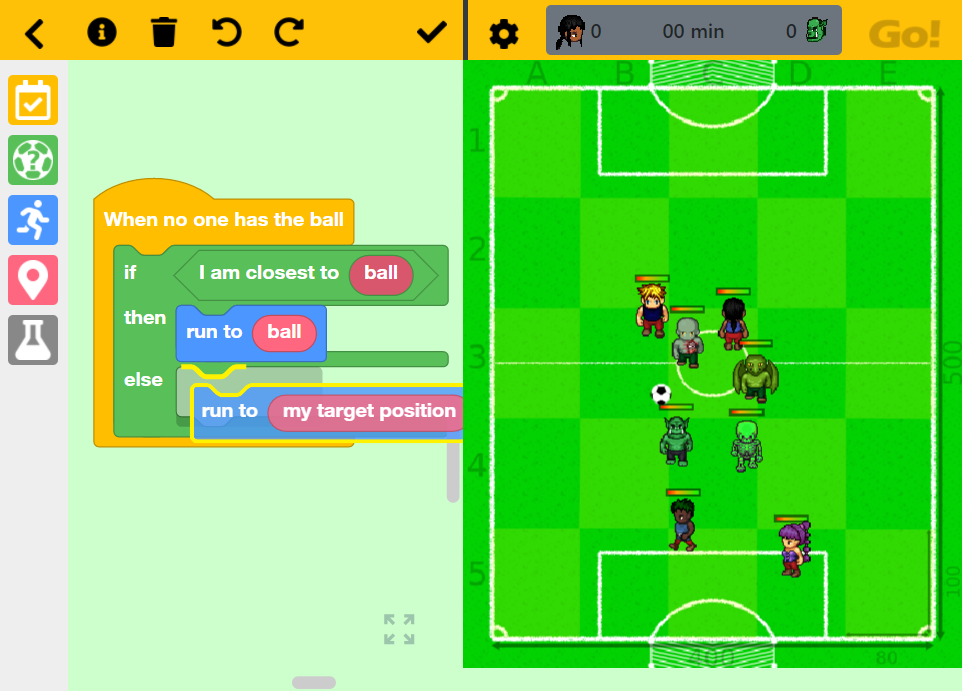 0 00 min 0 Go!
A B C D E
When no one has the ball
if I am closest to ball
then run to ball
else run to my target position
1
2
3
4
5
500
100
400 80